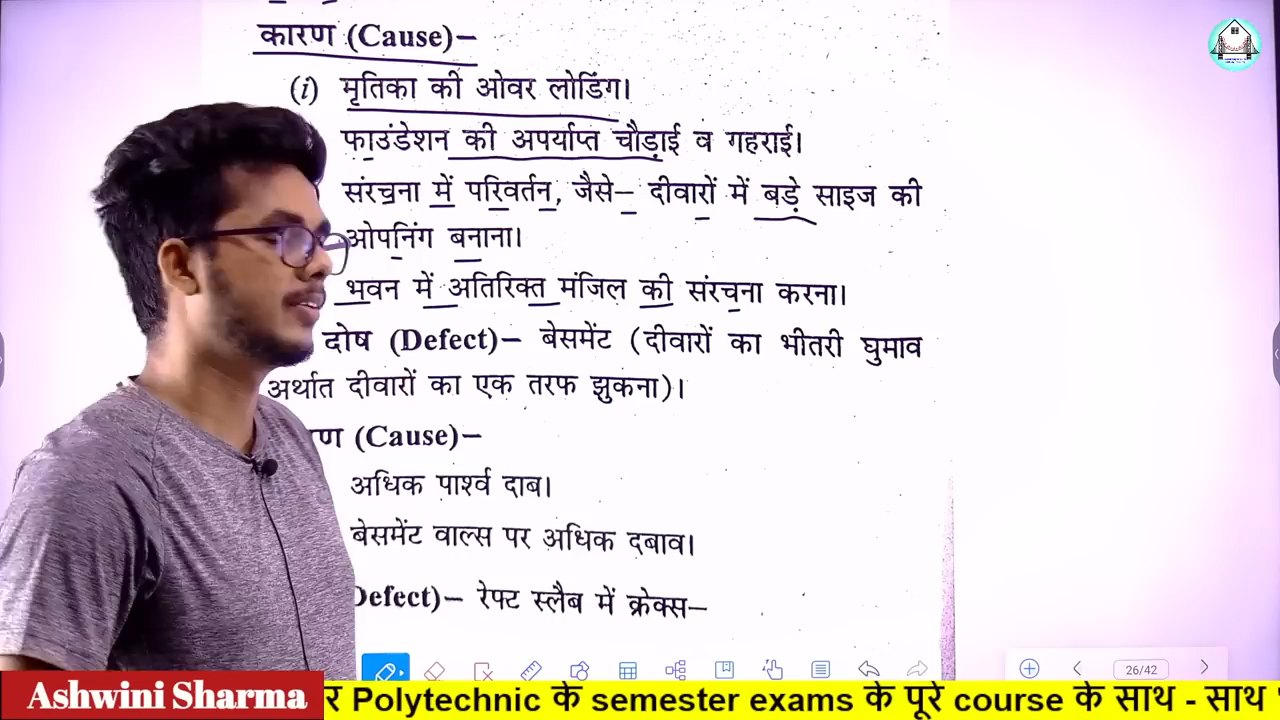 कारण (Cause)–
(i) मृतिका की ओवर लोडिंग।
फाउंडेशन की अपर्याप्त चौड़ाई व गहराई।
संरचना में परिवर्तन, जैसे– दीवारों में बड़े साइज की
ओपनिंग बनाना।
भवन में अतिरिक्त मंजिल की संरचना करना।
दोष (Defect)– बेसमेंट (दीवारों का भीतरी घुमाव
अर्थात दीवारों का एक तरफ झुकना)।
रण (Cause)–
अधिक पार्श्व दाब।
बेसमेंट वाल्स पर अधिक दबाव।
Defect)– रेफ्ट स्लैब में क्रेक्स–
26/42
Ashwini Sharma
र Polytechnic के semester exams के पूरे course के साथ - साथ